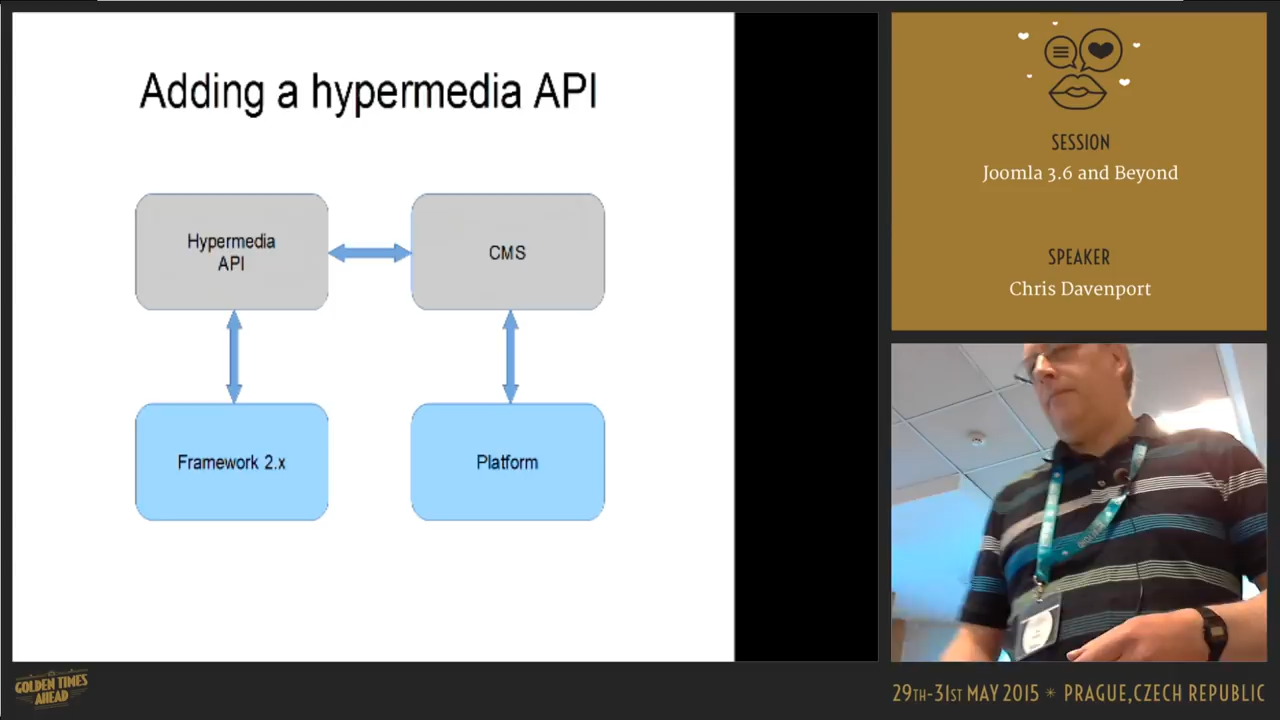 Adding a hypermedia API
Hypermedia
API
CMS
Framework 2.x
Platform
SESSION
Joomla 3.6 and Beyond
SPEAKER
Chris Davenport
GOLDEN TIMES
AHEAD
29TH-31ST MAY 2015 * PRAGUE,CZECH REPUBLIC